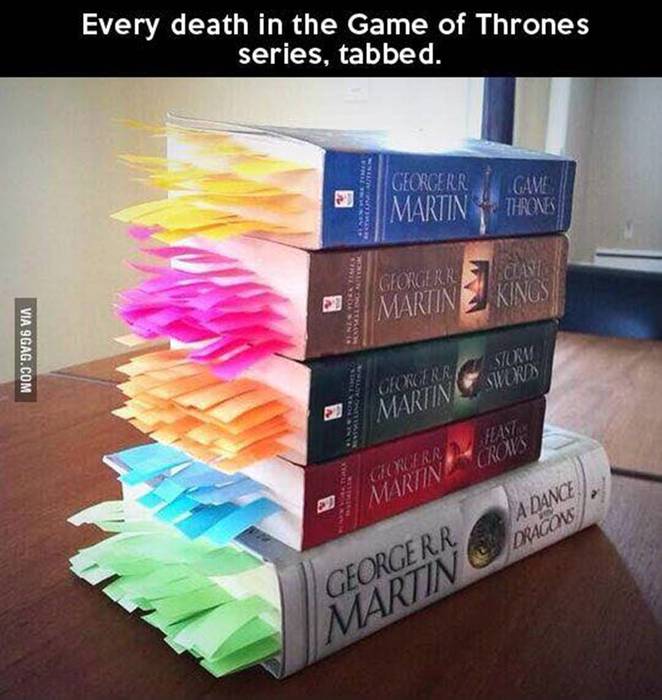 Every death in the Game of Thrones
series, tabbed.
GEORGE R.R.
MARTIN
GAME
THRONES
GEORGE R.R.
MARTIN
CLASH
KINGS
GEORGE R.R.
MARTIN
STORM
SWORDS
GEORGE R.R.
MARTIN
FEAST
CROWS
GEORGE R.R.
MARTIN
A DANCE
WITH
DRAGONS
VIA 9GAG.COM